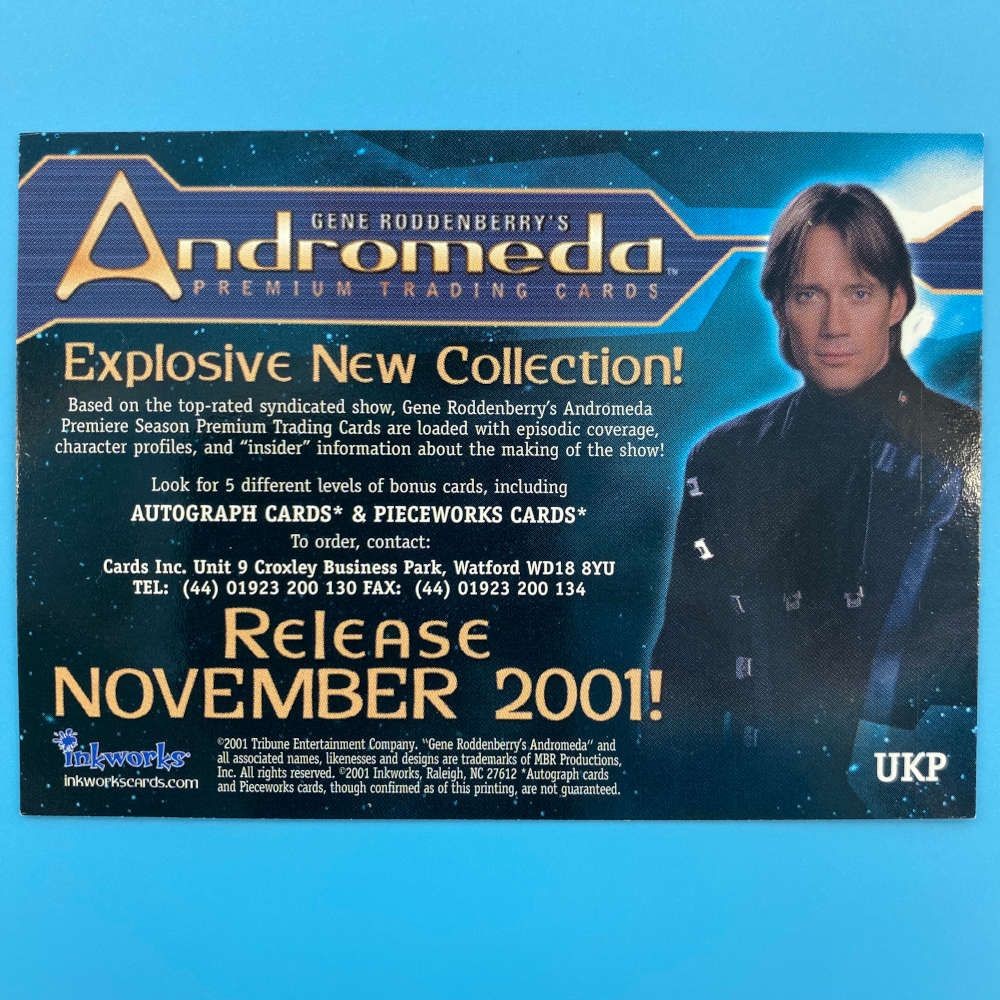 GENE RODDENBERRY'S
Andromeda™
PREMIUM TRADING CARDS
Explosive New Collection!
Based on the top-rated syndicated show, Gene Roddenberry's Andromeda
Premiere Season Premium Trading Cards are loaded with episodic coverage,
character profiles, and “insider” information about the making of the show!
Look for 5 different levels of bonus cards, including
AUTOGRAPH CARDS* & PIECEWORKS CARDS*
To order, contact:
Cards Inc. Unit 9 Croxley Business Park, Watford WD18 8YU
TEL: (44) 01923 200 130 FAX: (44) 01923 200 134
Release
NOVEMBER 2001!
inkworks
inkworkscards.com
©2001 Tribune Entertainment Company. "Gene Roddenberry's Andromeda" and
all associated names, likenesses and designs are trademarks of MBR Productions,
Inc. All rights reserved. ©2001 Inkworks, Raleigh, NC 27612 *Autograph cards
and Pieceworks cards, though confirmed as of this printing, are not guaranteed.
UKP